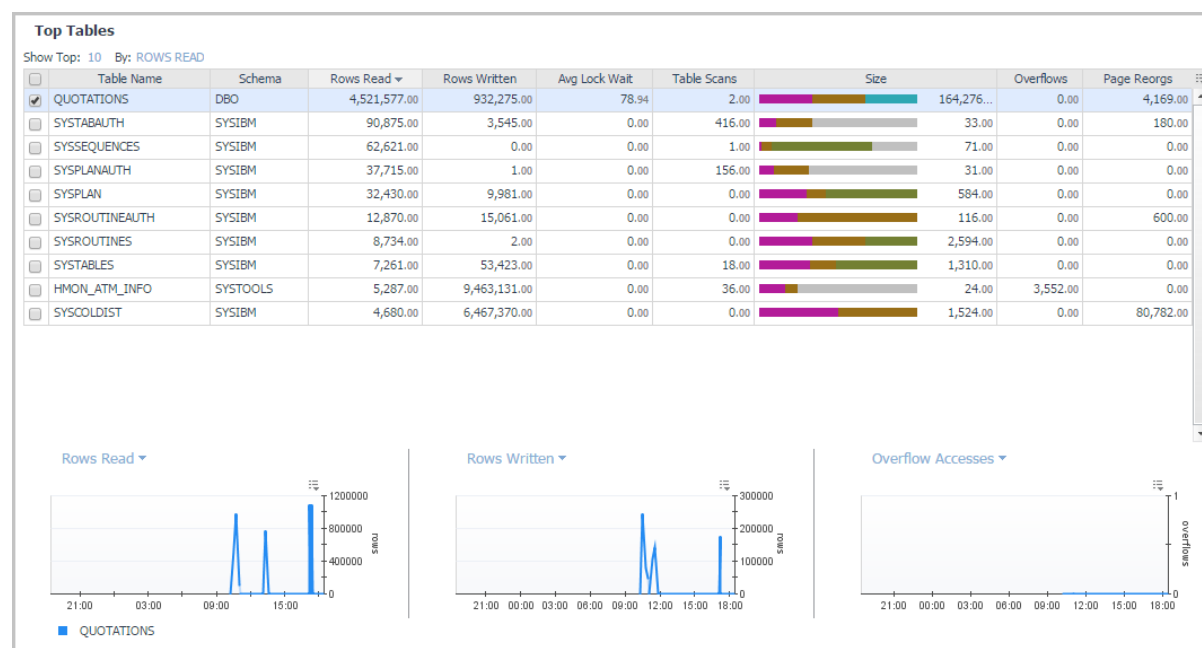 Top Tables
Show Top: 10 By: ROWS READ
Table Name Schema Rows Read Rows Written Avg Lock Wait Table Scans Size Overflows Page Reorgs
QUOTATIONS DBO 4,521,577.00 932,275.00 78.94 2.00 164,276... 0.00 4,169.00
SYSTABAUTH SYSIBM 90,875.00 3,545.00 0.00 416.00 33.00 0.00 180.00
SYSSEQUENCES SYSIBM 62,621.00 0.00 0.00 1.00 71.00 0.00 0.00
SYSPLANAUTH SYSIBM 37,715.00 1.00 0.00 156.00 31.00 0.00 0.00
SYSPLAN SYSIBM 32,430.00 9,981.00 0.00 0.00 584.00 0.00 0.00
SYSROUTINEAUTH SYSIBM 12,870.00 15,061.00 0.00 0.00 116.00 0.00 600.00
SYSROUTINES SYSIBM 8,734.00 2.00 0.00 0.00 2,594.00 0.00 0.00
SYSTABLES SYSIBM 7,261.00 53,423.00 0.00 18.00 1,310.00 0.00 0.00
HMON_ATM_INFO SYSTOOLS 5,287.00 9,463,131.00 0.00 36.00 24.00 3,552.00 0.00
SYSCOLDIST SYSIBM 4,680.00 6,467,370.00 0.00 0.00 1,524.00 0.00 80,782.00
Rows Read
1200000
800000
400000
0
rows
21:00 03:00 09:00 15:00
QUOTATIONS
Rows Written
300000
200000
100000
0
rows
21:00 00:00 03:00 06:00 09:00 12:00 15:00 18:00
Overflow Accesses
1
0
overflows
21:00 00:00 03:00 06:00 09:00 12:00 15:00 18:00